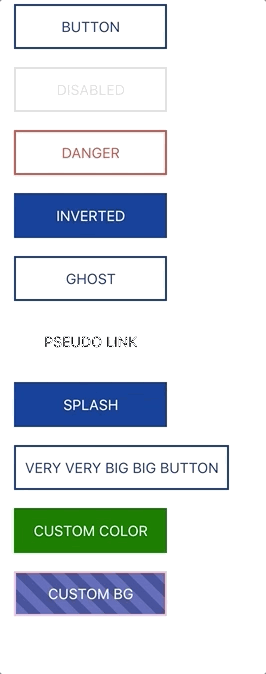 BUTTON
DISABLED
DANGER
INVERTED
GHOST
PSEUDO LINK
SPLASH
VERY VERY BIG BIG BUTTON
CUSTOM COLOR
CUSTOM BG